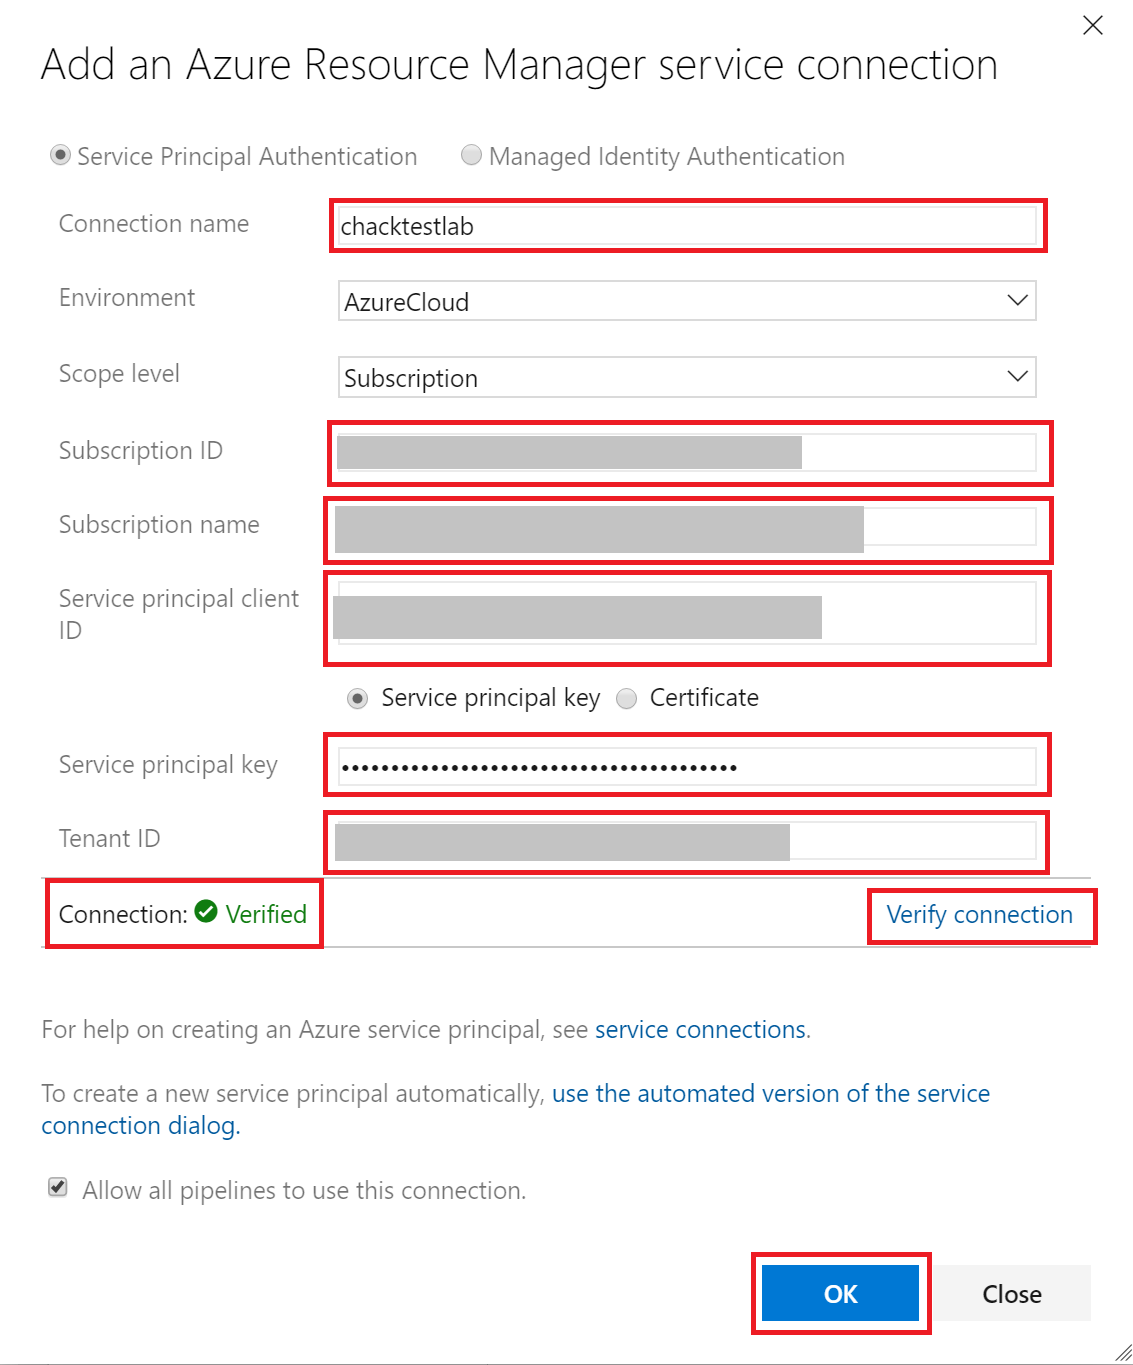 Add an Azure Resource Manager service connection
Service Principal Authentication Managed Identity Authentication
Connection name chacktestlab
Environment AzureCloud
Scope level Subscription
Subscription ID
Subscription name
Service principal client
ID
Service principal key Certificate
Service principal key ••••••••••••••••••••••••••••••••••••••••
Tenant ID
Connection: Verified Verify connection
For help on creating an Azure service principal, see service connections.
To create a new service principal automatically, use the automated version of the service
connection dialog.
Allow all pipelines to use this connection.
OK Close